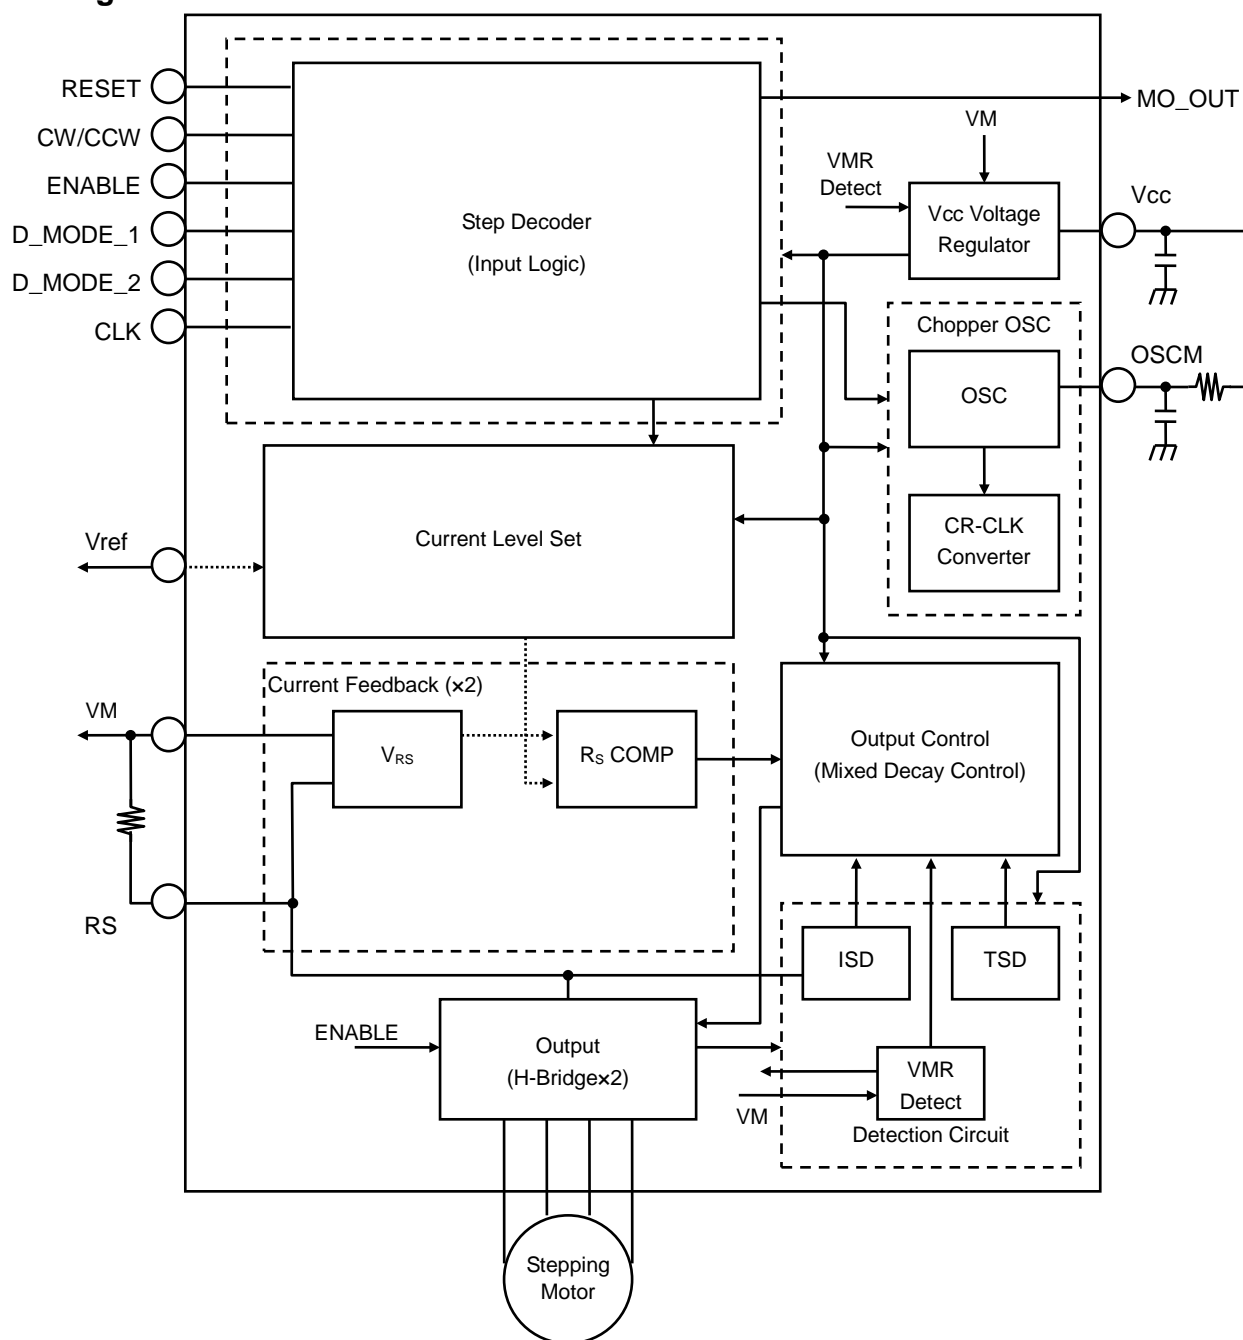 RESET
CW/CCW
ENABLE
D_MODE_1
D_MODE_2
CLK
Step Decoder
(Input Logic)
MO_OUT
VM
VMR
Detect
Vcc Voltage
Regulator
Vcc
Chopper OSC
OSC
OSCM
CR-CLK
Converter
Vref
Current Level Set
Current Feedback (×2)
VM
VRS
RS COMP
Output Control
(Mixed Decay Control)
RS
ISD
TSD
ENABLE
Output
(H-Bridge×2)
VMR
Detect
VM
Detection Circuit
Stepping
Motor